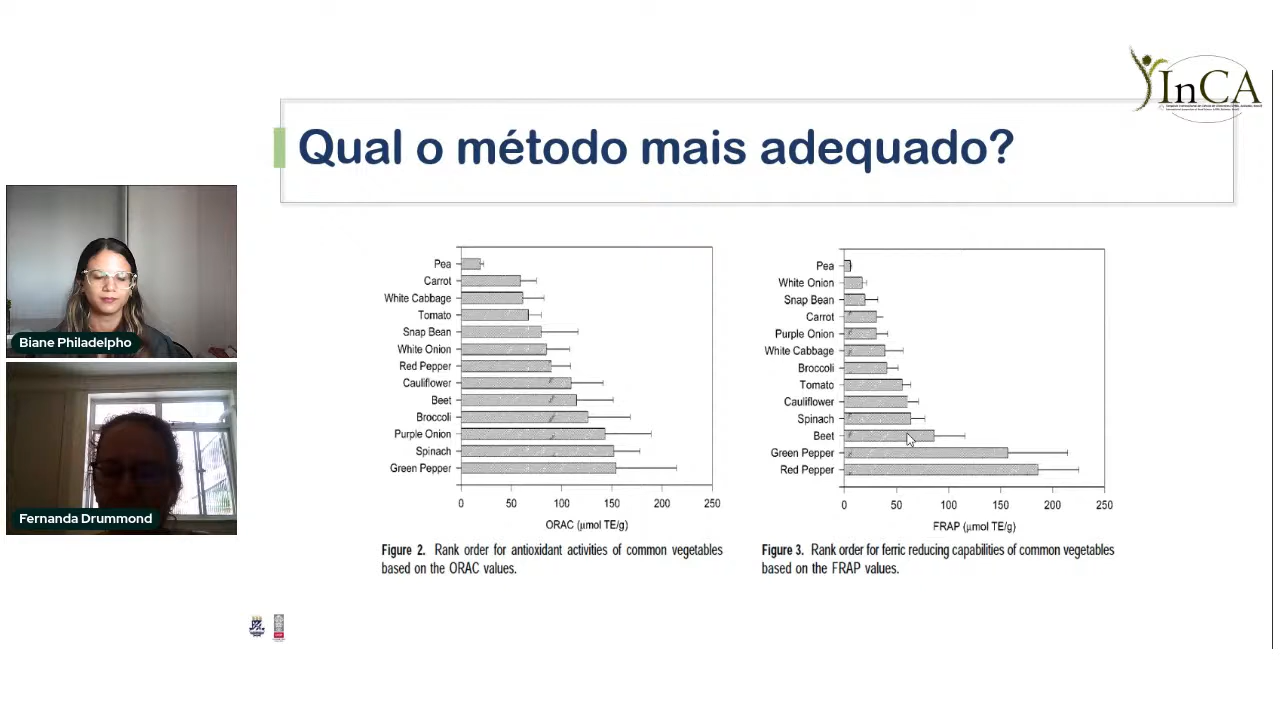 InCA
Qual o método mais adequado?
Biane Philadelpho
Fernanda Drummond
Pea
Carrot
White Cabbage
Tomato
Snap Bean
White Onion
Red Pepper
Cauliflower
Beet
Broccoli
Purple Onion
Spinach
Green Pepper
0 50 100 150 200 250
ORAC (μmol TE/g)
Figure 2. Rank order for antioxidant activities of common vegetables
based on the ORAC values.
Pea
White Onion
Snap Bean
Carrot
Purple Onion
White Cabbage
Broccoli
Tomato
Cauliflower
Spinach
Beet
Green Pepper
Red Pepper
0 50 100 150 200 250
FRAP (μmol TE/g)
Figure 3. Rank order for ferric reducing capabilities of common vegetables
based on the FRAP values.